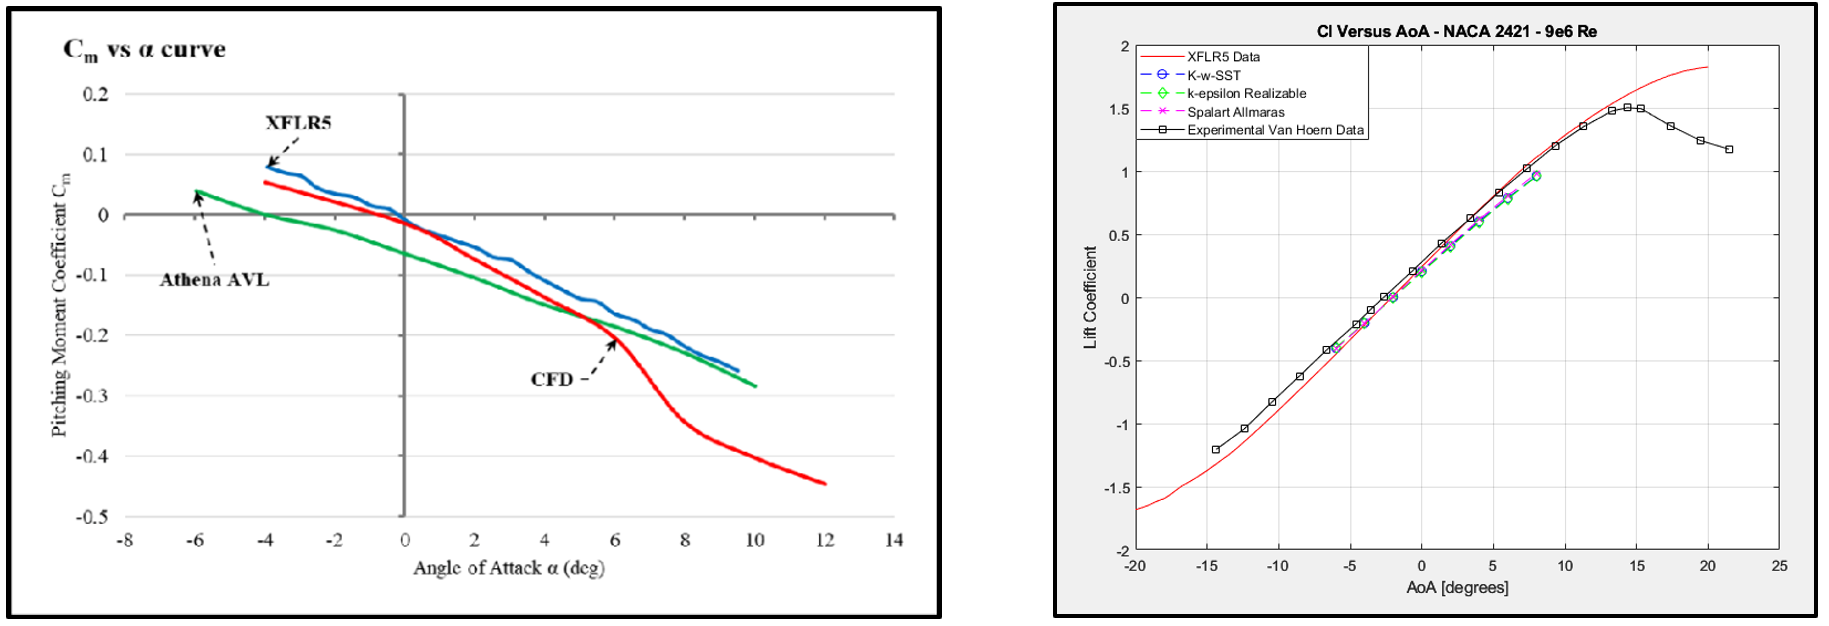 Cm vs α curve
0.2
0.1
0
-0.1
-0.2
-0.3
-0.4
-0.5
-8 -6 -4 -2 0 2 4 6 8 10 12 14
Pitching Moment Coefficient Cm
Angle of Attack α (deg)
XFLR5
Athena AVL
CFD
Cl Versus AoA - NACA 2421 - 9e6 Re
XFLR5 Data
K-w-SST
k-epsilon Realizable
Spalart Allmaras
Experimental Van Hoern Data
2
1.5
1
0.5
0
-0.5
-1
-1.5
-2
-20 -15 -10 -5 0 5 10 15 20 25
Lift Coefficient
AoA [degrees]